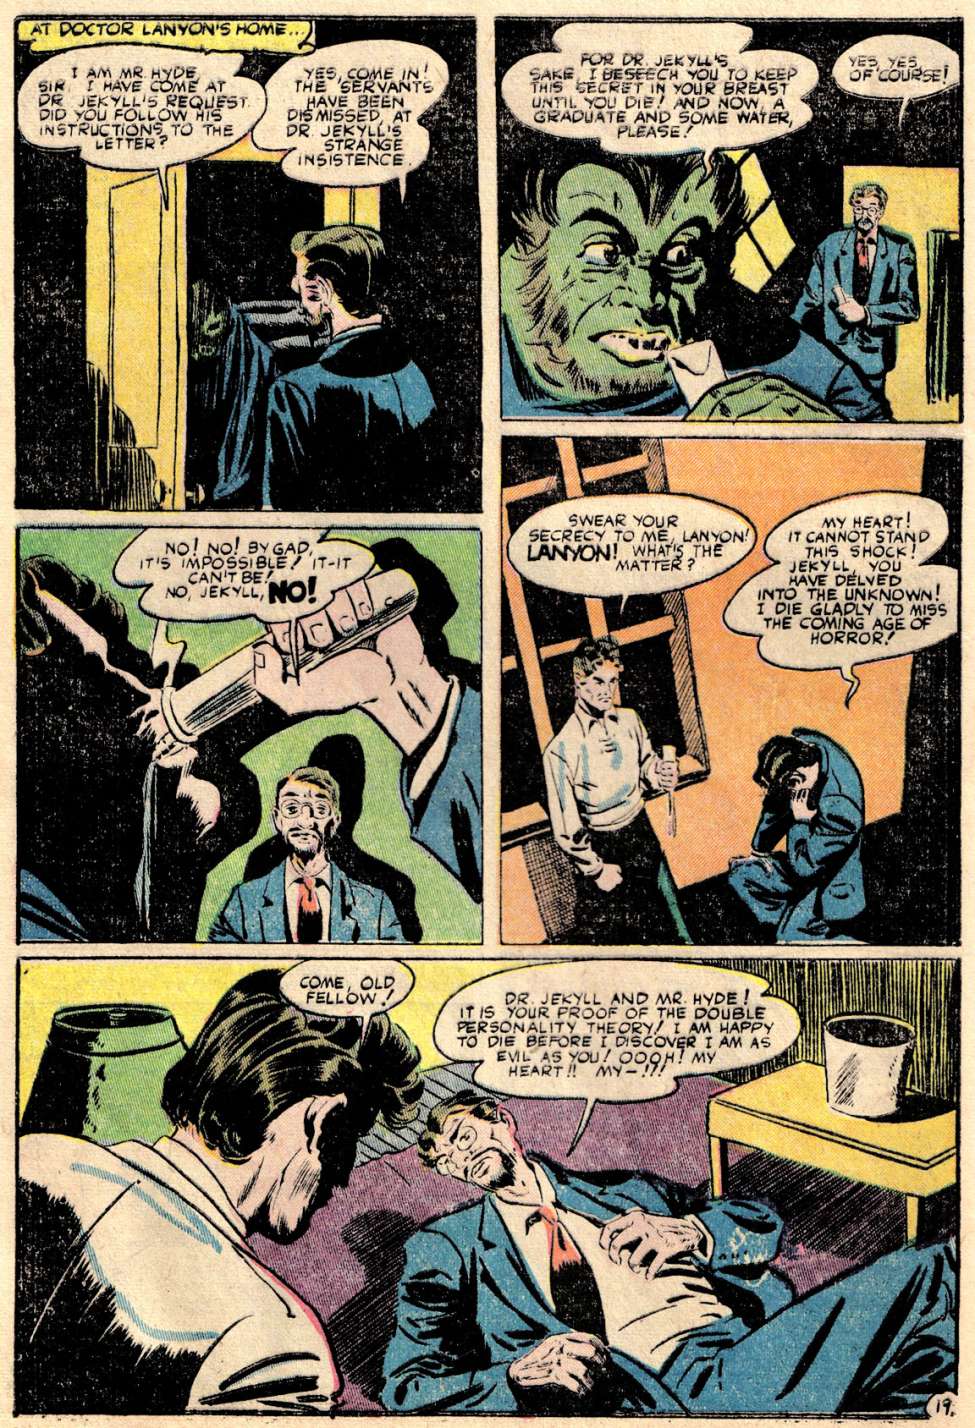 AT DOCTOR LANYON'S HOME...
I AM MR. HYDE,
SIR. I HAVE COME AT
DR. JEKYLL'S REQUEST.
DID YOU FOLLOW HIS
INSTRUCTIONS TO THE
LETTER?
YES, COME IN!
THE SERVANTS
HAVE BEEN
DISMISSED, AT
DR. JEKYLL'S
STRANGE
INSISTENCE.
FOR DR. JEKYLL'S
SAKE, I BESEECH YOU TO KEEP
THIS SECRET IN YOUR BREAST
UNTIL YOU DIE! AND NOW, A
GRADUATE AND SOME WATER,
PLEASE!
YES, YES,
OF COURSE!
NO! NO! BY GAD,
IT'S IMPOSSIBLE! IT-IT
CAN'T BE!
NO, JEKYLL, NO!
SWEAR YOUR
SECRECY TO ME, LANYON!
LANYON! WHAT'S THE
MATTER?
MY HEART!
IT CANNOT STAND
THIS SHOCK!
JEKYLL, YOU
HAVE DELVED
INTO THE UNKNOWN!
I DIE GLADLY TO MISS
THE COMING AGE OF
HORROR!
COME, OLD
FELLOW!
DR. JEKYLL AND MR. HYDE!
IT IS YOUR PROOF OF THE DOUBLE
PERSONALITY THEORY! I AM HAPPY
TO DIE BEFORE I DISCOVER I AM AS
EVIL AS YOU! OOOH! MY
HEART!! MY-!?!
19.